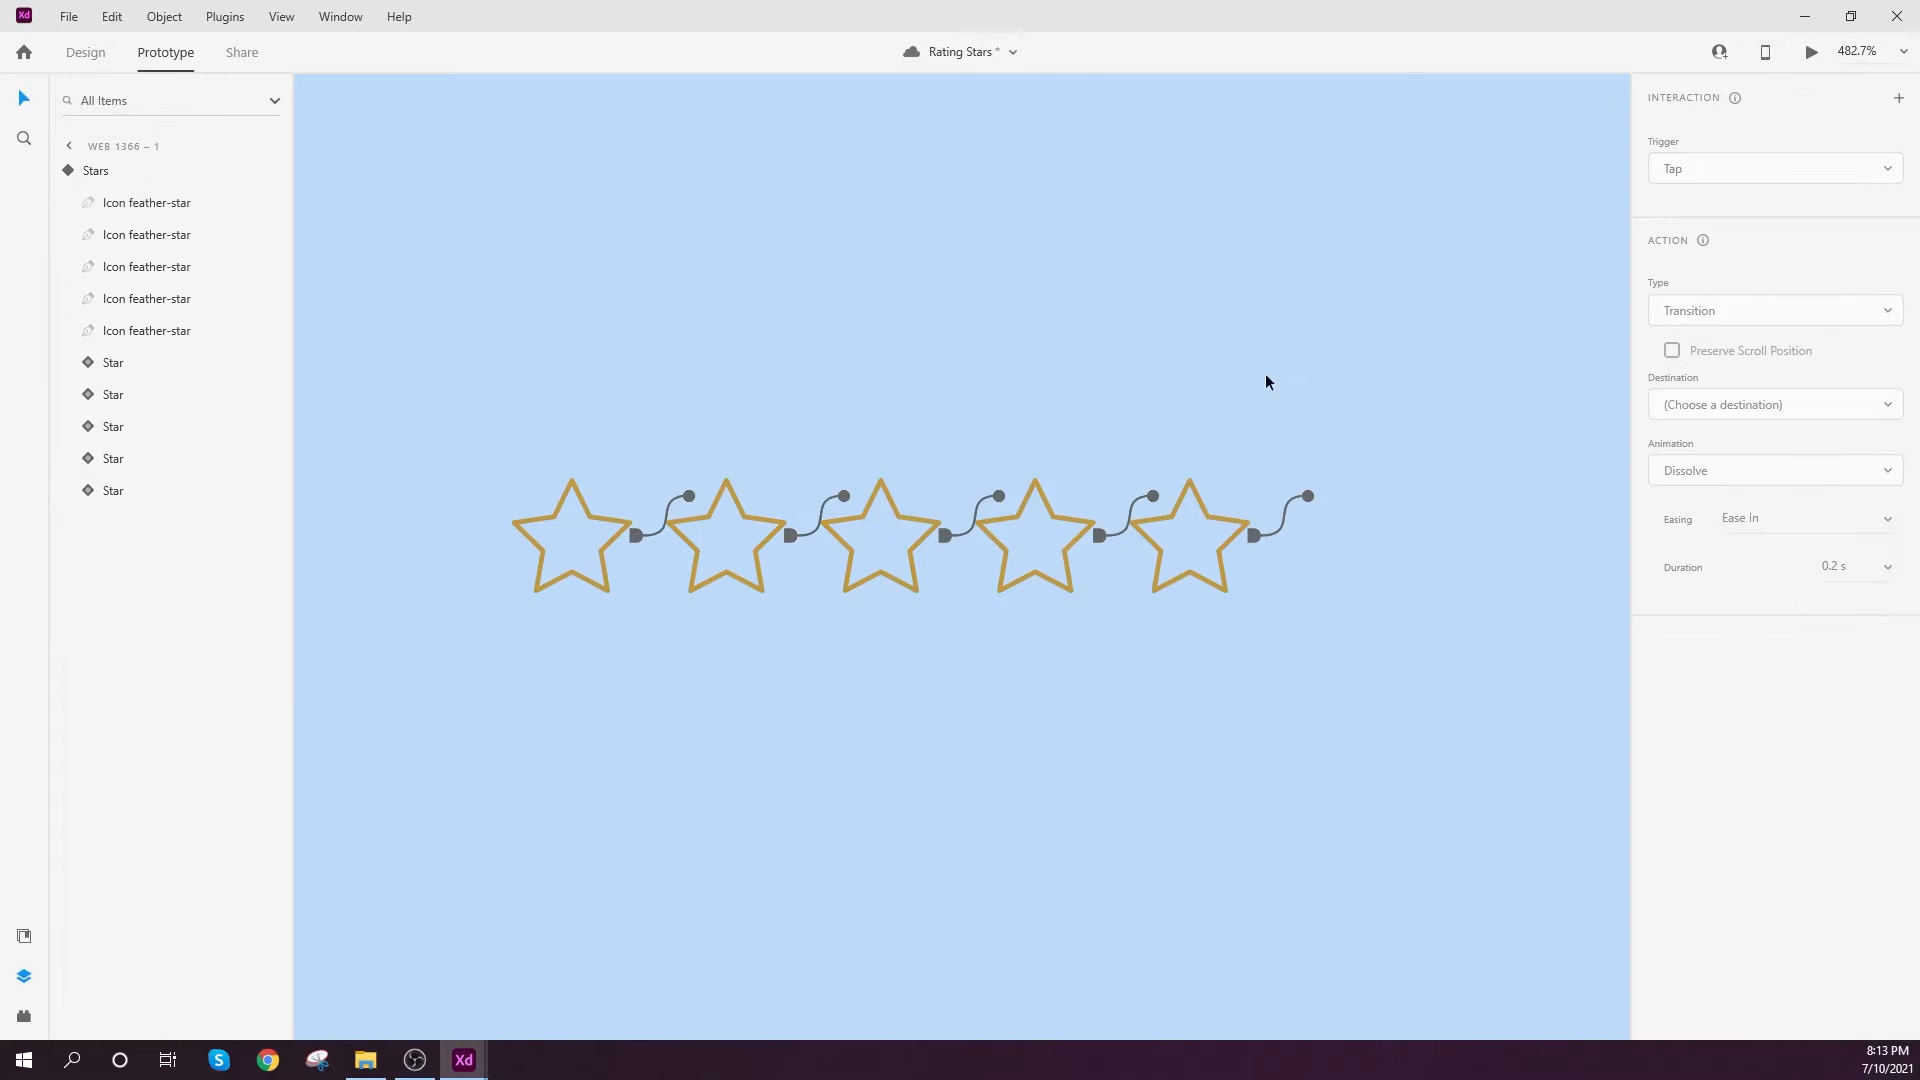 Xd File Edit Object Plugins View Window Help
Design Prototype Share Rating Stars * 482.7%
All Items
WEB 1366 – 1
Stars
Icon feather-star
Icon feather-star
Icon feather-star
Icon feather-star
Icon feather-star
Star
Star
Star
Star
Star
INTERACTION
Trigger
Tap
ACTION
Type
Transition
Preserve Scroll Position
Destination
(Choose a destination)
Animation
Dissolve
Easing Ease In
Duration 0.2 s
S Xd
8:13 PM
7/10/2021